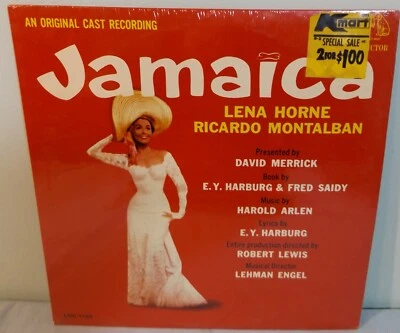 AN ORIGINAL CAST RECORDING
Kmart
SPECIAL SALE
2 FOR $1.00
Jamaica
LENA HORNE
RICARDO MONTALBAN
Presented by
DAVID MERRICK
Book by
E.Y. HARBURG & FRED SAIDY
Music by
HAROLD ARLEN
Lyrics by
E.Y. HARBURG
Entire production directed by
ROBERT LEWIS
Musical Director
LEHMAN ENGEL